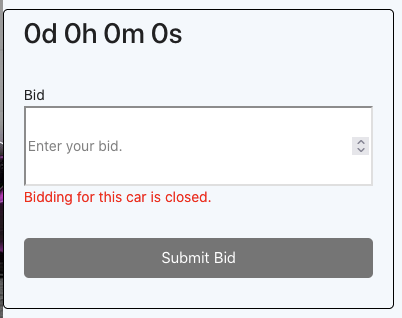 0d 0h 0m 0s
Bid
Enter your bid.
Bidding for this car is closed.
Submit Bid